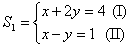 S₁ = { x + 2y = 4 (I)
x − y = 1 (II)